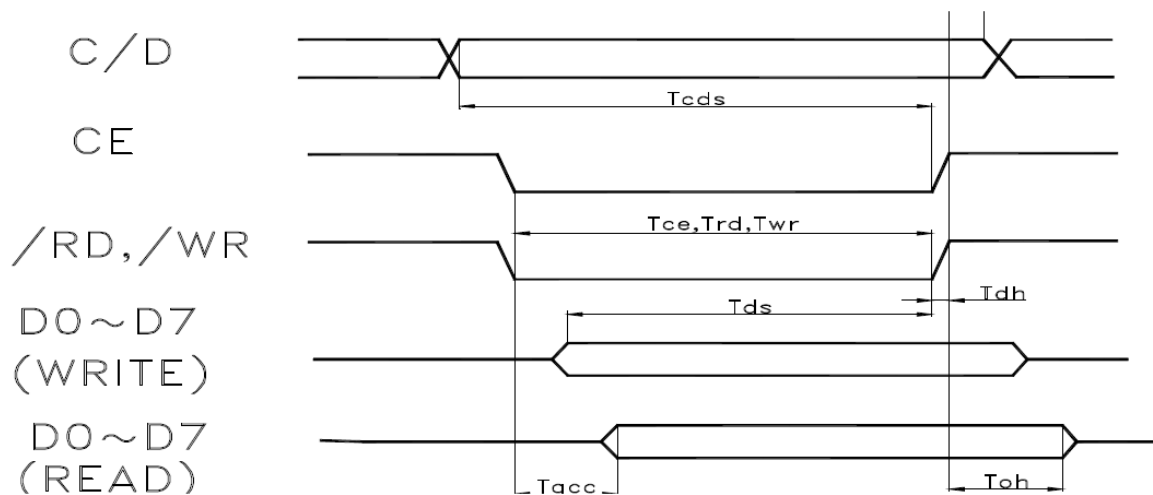 C/D
Tcds
CE
Tce,Trd,Twr
/RD,/WR
Tdh
D0~D7
Tds
(WRITE)
D0~D7
(READ)
Tacc
Toh